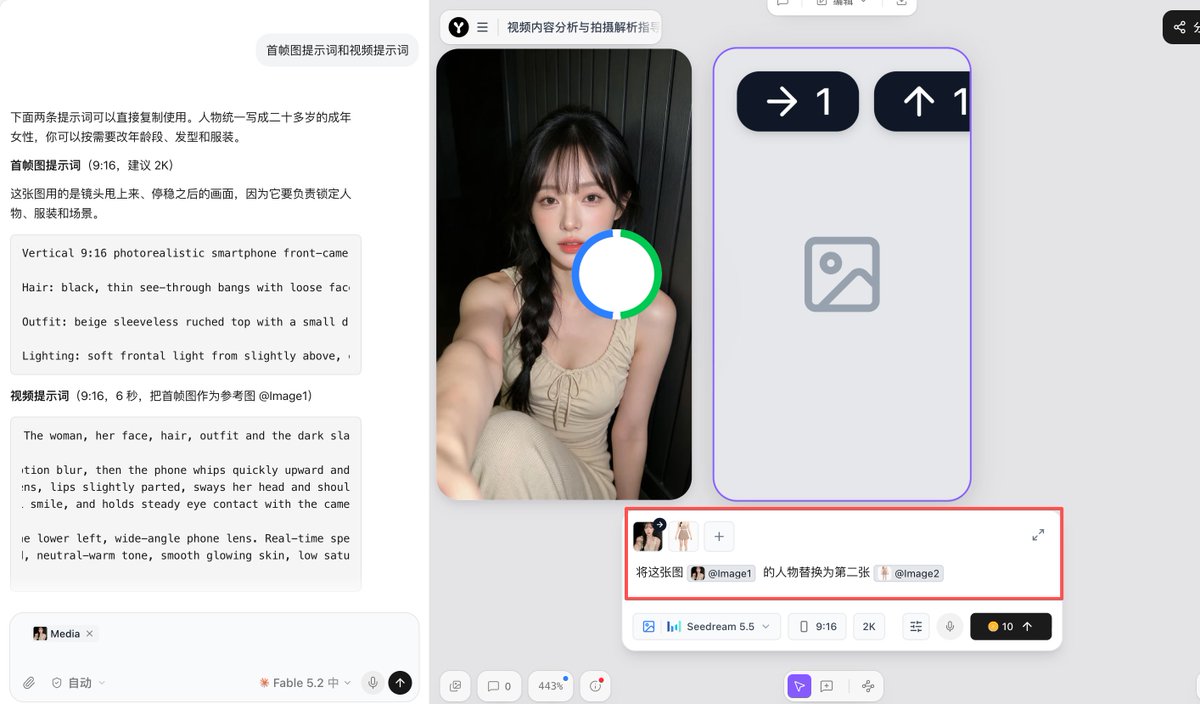 首帧图提示词和视频提示词
下面两条提示词可以直接复制使用。人物统一写成二十多岁的成年
女性，你可以按需要改年龄段、发型和服装。
首帧图提示词（9:16，建议 2K）
这张图用的是镜头甩上来、停稳之后的画面，因为它要负责锁定人
物、服装和场景。
Vertical 9:16 photorealistic smartphone front-came
Hair: black, thin see-through bangs with loose fac
Outfit: beige sleeveless ruched top with a small d
Lighting: soft frontal light from slightly above,
视频提示词（9:16，6 秒，把首帧图作为参考图 @Image1）
The woman, her face, hair, outfit and the dark sla
tion blur, then the phone whips quickly upward and
ns, lips slightly parted, sways her head and shoul
smile, and holds steady eye contact with the came
e lower left, wide-angle phone lens. Real-time spe
, neutral-warm tone, smooth glowing skin, low satu
Media
自动
Fable 5.2 中
编辑
视频内容分析与拍摄解析指导
1
1
将这张图 @Image1 的人物替换为第二张 @Image2
Seedream 5.5
9:16
2K
10
0
443%